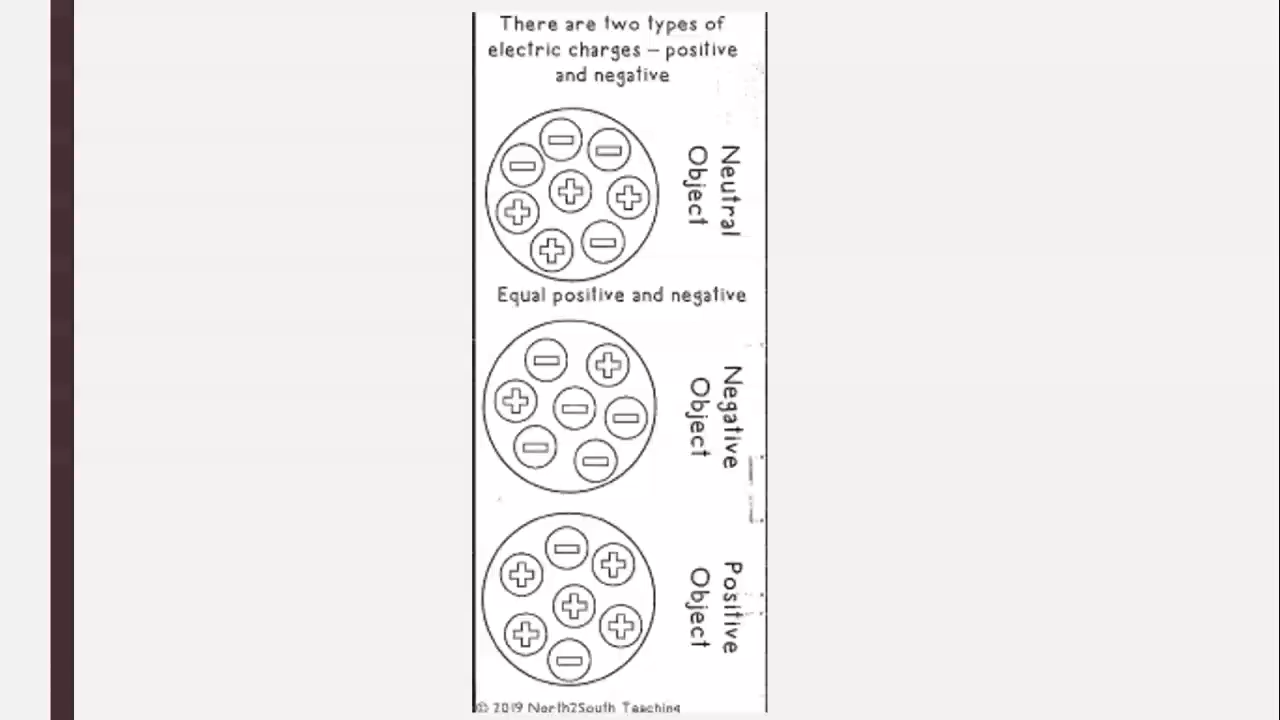 There are two types of
electric charges – positive
and negative
Neutral
Object
Equal positive and negative
Negative
Object
Positive
Object
© 2019 North2South Teaching